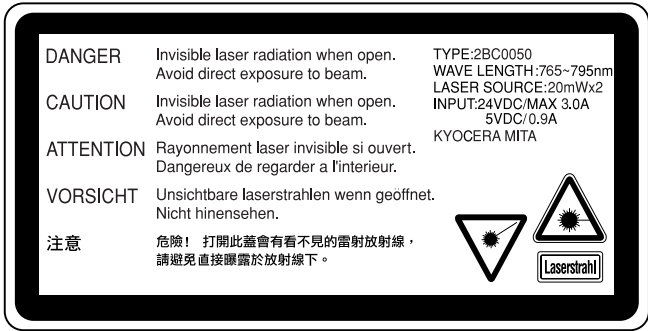 DANGER Invisible laser radiation when open.
Avoid direct exposure to beam.
CAUTION Invisible laser radiation when open.
Avoid direct exposure to beam.
ATTENTION Rayonnement laser invisible si ouvert.
Dangereux de regarder a l'interieur.
VORSICHT Unsichtbare laserstrahlen wenn geöffnet.
Nicht hinensehen.
注意 危險！ 打開此蓋會有看不見的雷射放射線，
請避免直接曝露於放射線下。
TYPE:2BC0050
WAVE LENGTH:765~795nm
LASER SOURCE:20mWx2
INPUT:24VDC/MAX 3.0A
5VDC/0.9A
KYOCERA MITA
Laserstrahl